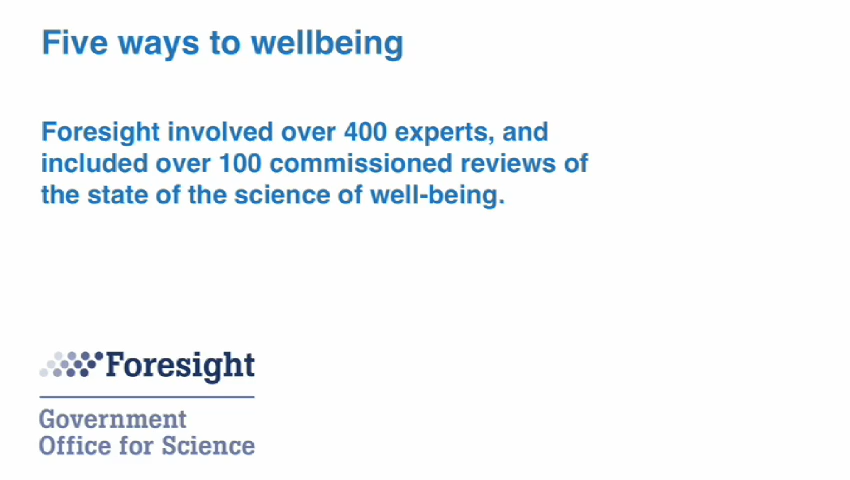 Five ways to wellbeing
Foresight involved over 400 experts, and
included over 100 commissioned reviews of
the state of the science of well-being.
Foresight
Government
Office for Science